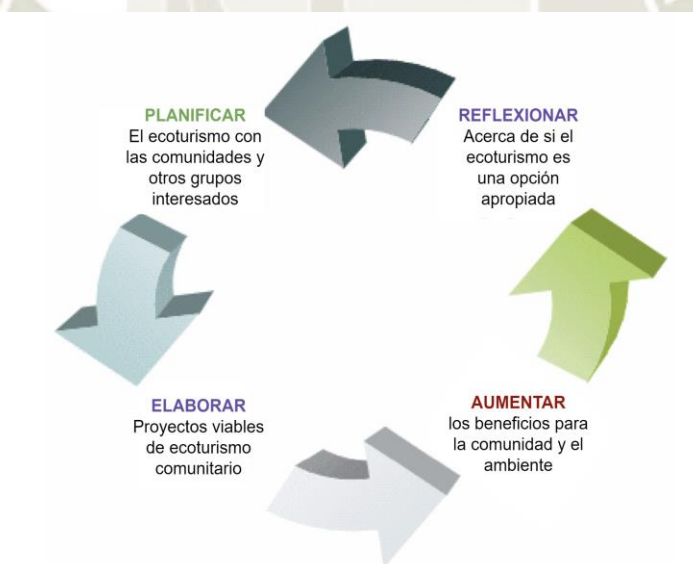 PLANIFICAR
El ecoturismo con
las comunidades y
otros grupos
interesados
REFLEXIONAR
Acerca de si el
ecoturismo es
una opción
apropiada
ELABORAR
Proyectos viables
de ecoturismo
comunitario
AUMENTAR
los beneficios para
la comunidad y el
ambiente